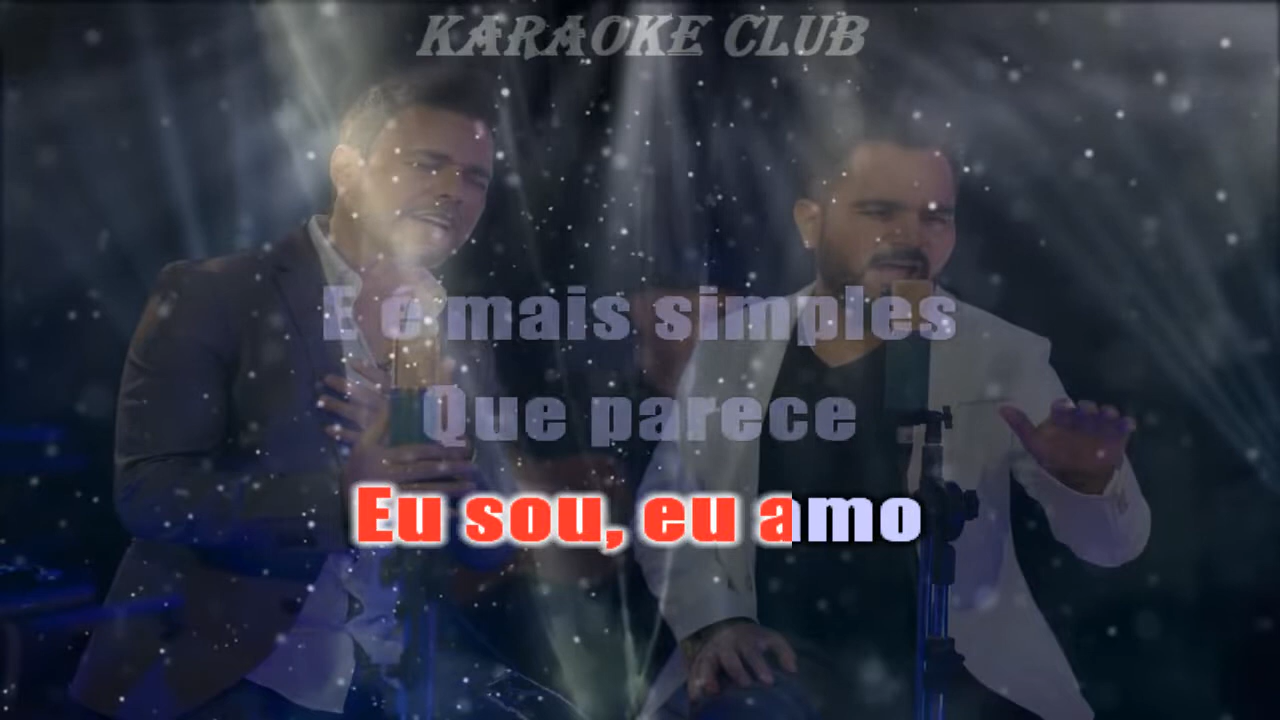 KARAOKE CLUB
E é mais simples
Que parece
Eu sou, eu amo